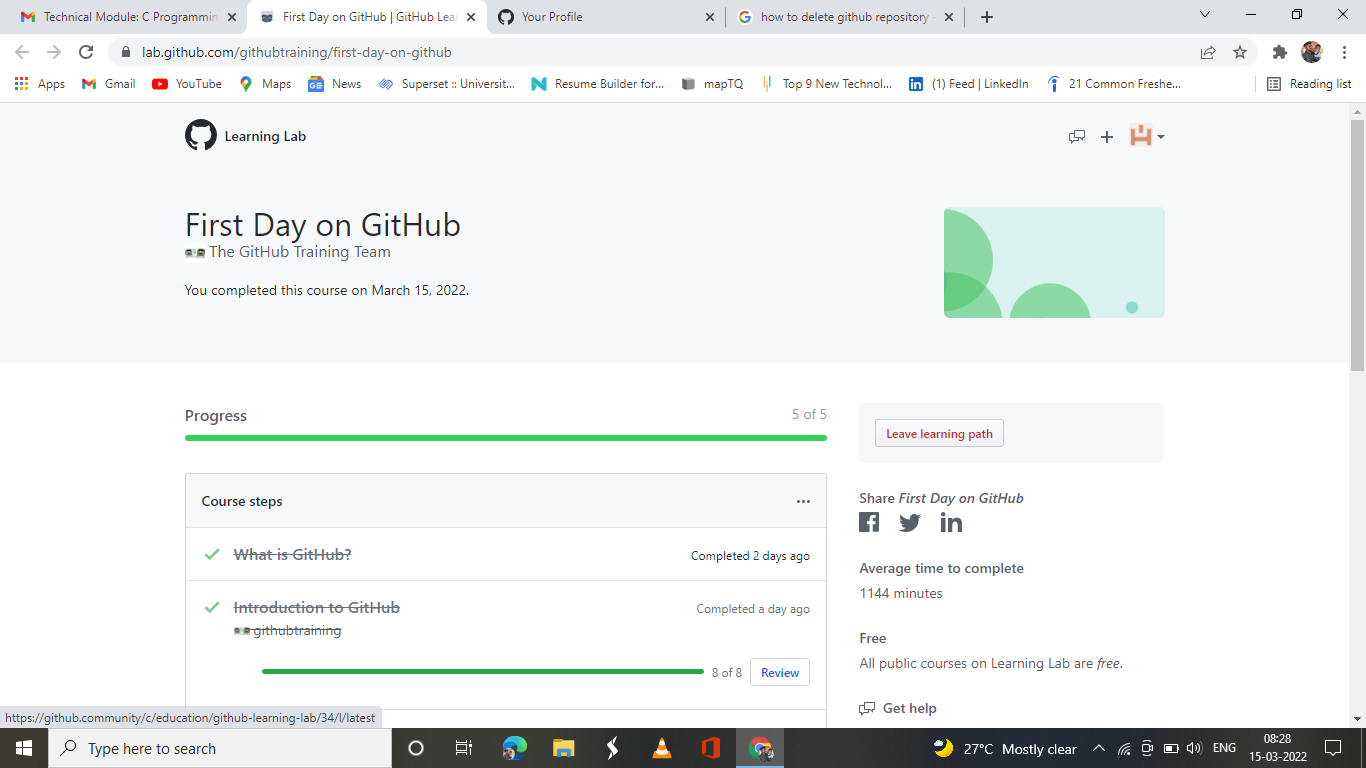 Technical Module: C Programmin
First Day on GitHub | GitHub Lea
Your Profile
how to delete github repository
lab.github.com/githubtraining/first-day-on-github
Apps
Gmail
YouTube
Maps
News
Superset :: Universit...
Resume Builder for...
mapTQ
Top 9 New Technol...
(1) Feed | LinkedIn
21 Common Freshe...
Reading list
Learning Lab
First Day on GitHub
The GitHub Training Team
You completed this course on March 15, 2022.
Progress
5 of 5
Leave learning path
Course steps
Share First Day on GitHub
What is GitHub?
Completed 2 days ago
Average time to complete
1144 minutes
Introduction to GitHub
Completed a day ago
githubtraining
Free
All public courses on Learning Lab are free.
8 of 8
Review
Get help
https://github.community/c/education/github-learning-lab/34/l/latest
Type here to search
27°C Mostly clear
ENG
08:28
15-03-2022